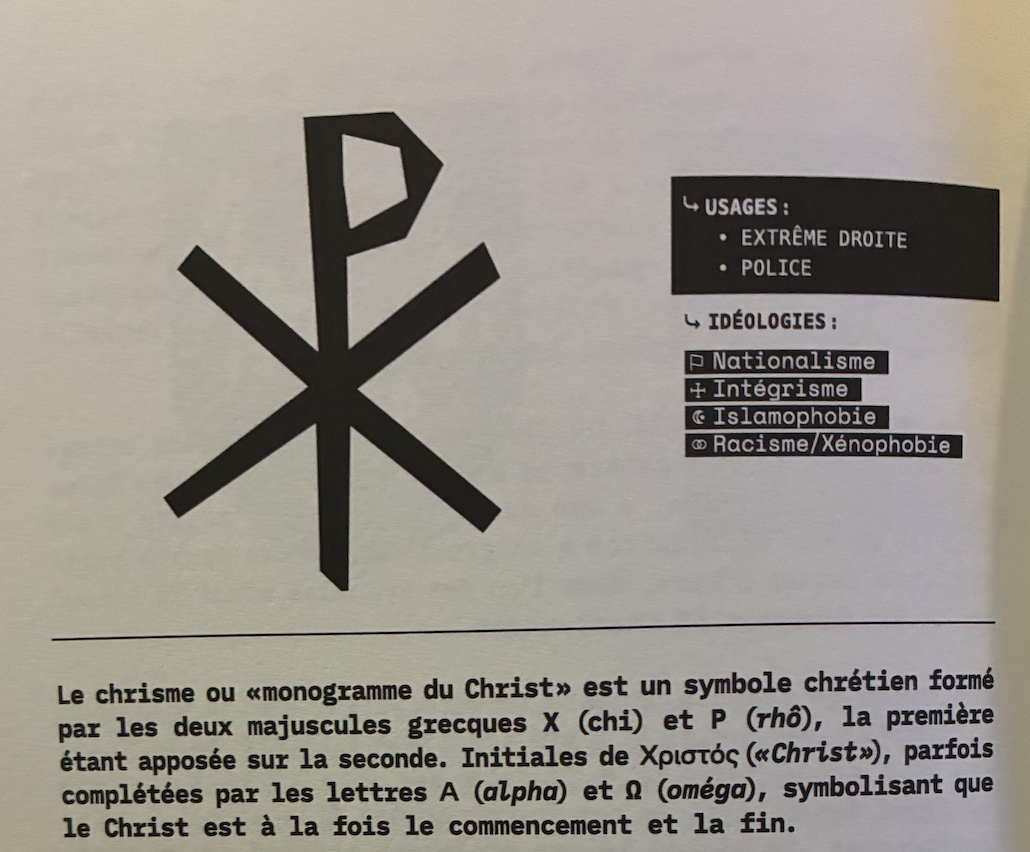 ↳ USAGES :
• EXTRÊME DROITE
• POLICE
↳ IDÉOLOGIES :
Nationalisme
Intégrisme
Islamophobie
Racisme/Xénophobie
Le chrisme ou «monogramme du Christ» est un symbole chrétien formé
par les deux majuscules grecques X (chi) et P (rhô), la première
étant apposée sur la seconde. Initiales de Χριστός («Christ»), parfois
complétées par les lettres A (alpha) et Ω (oméga), symbolisant que
le Christ est à la fois le commencement et la fin.